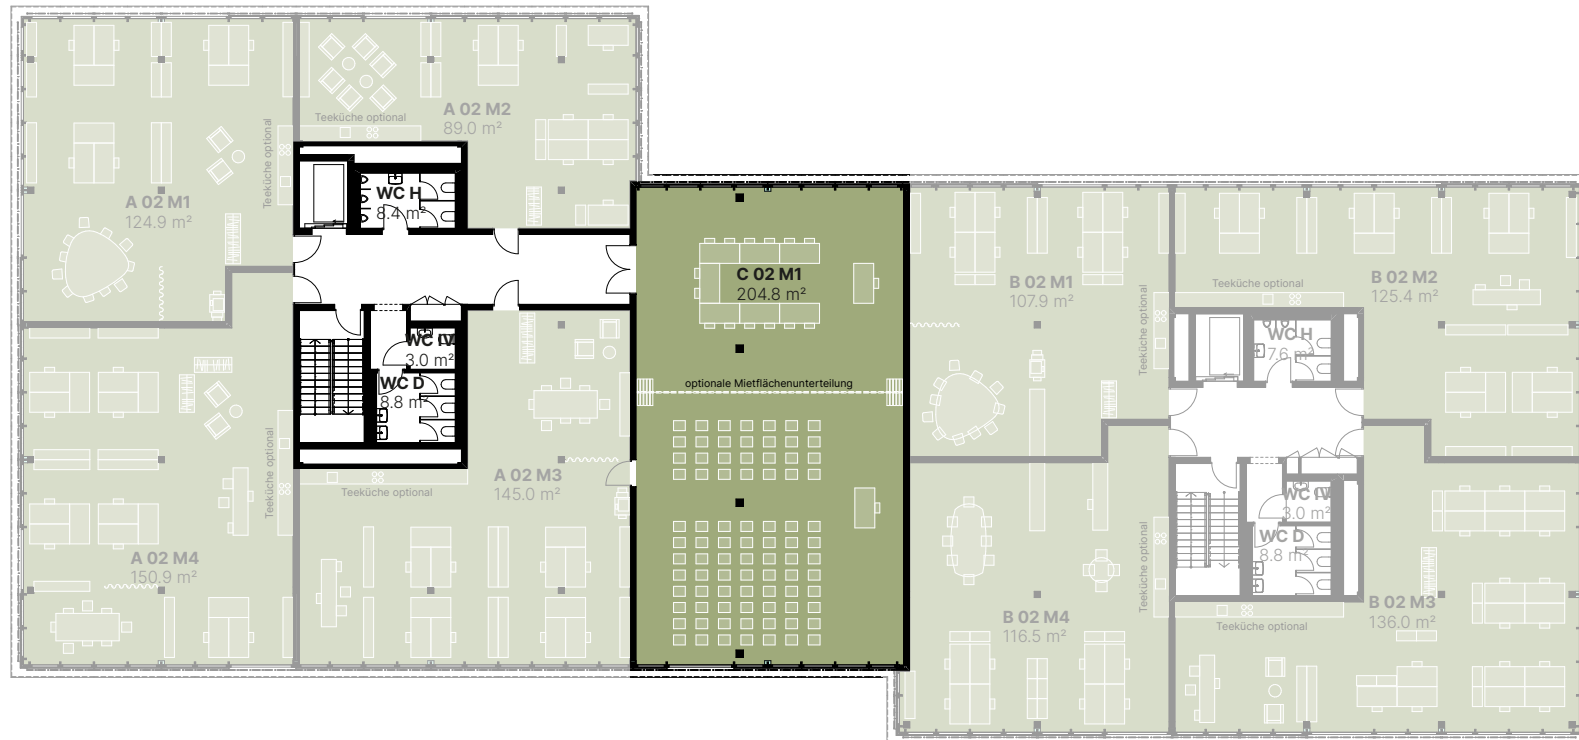 A 02 M2
89.0 m²
Teeküche optional
Teeküche optional
A 02 M1
124.9 m²
WC H
8.4 m²
C 02 M1
204.8 m²
B 02 M1
107.9 m²
B 02 M2
125.4 m²
Teeküche optional
Teeküche optional
WC H
7.6 m²
WC IV
3.0 m²
WC D
8.8 m²
optionale Mietflächenunterteilung
Teeküche optional
A 02 M3
145.0 m²
Teeküche optional
WC IV
3.0 m²
WC D
8.8 m²
Teeküche optional
A 02 M4
150.9 m²
B 02 M4
116.5 m²
B 02 M3
136.0 m²
Teeküche optional